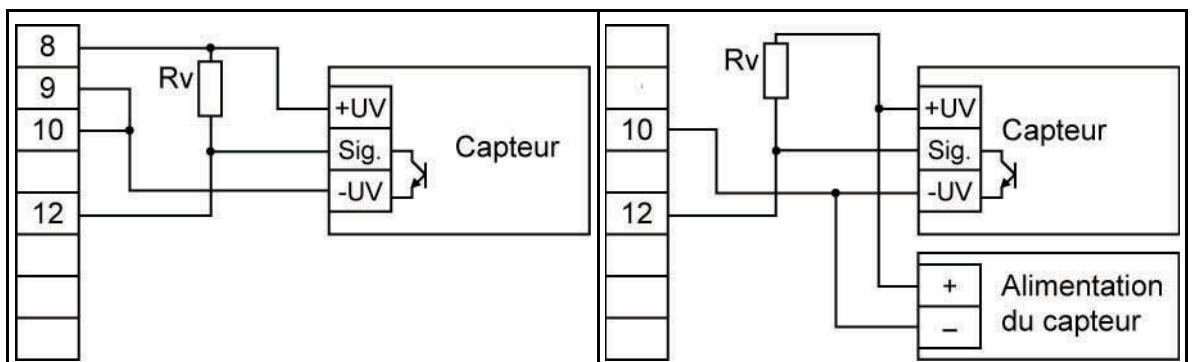 8
9
10
12
Rv
+UV
Sig.
-UV
Capteur
10
12
Rv
+UV
Sig.
-UV
Capteur
+
–
Alimentation
du capteur